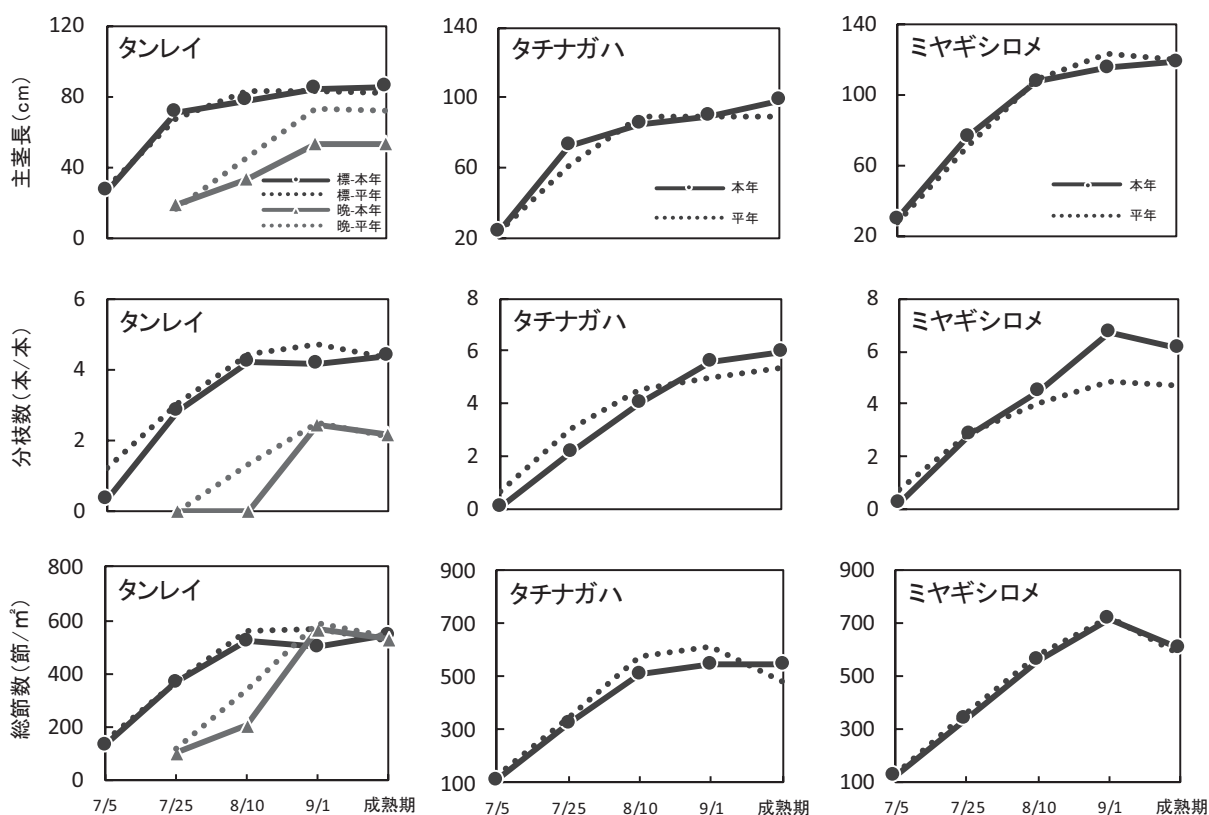 主茎長(cm)
120
80
40
0
タンレイ
標-本年
標-平年
晩-本年
晩-平年
140
100
60
20
タチナガハ
本年
平年
140
100
60
20
ミヤギシロメ
本年
平年
分枝数(本/本)
6
4
2
0
タンレイ
8
6
4
2
0
タチナガハ
8
6
4
2
0
ミヤギシロメ
総節数(節/㎡)
800
600
400
200
0
タンレイ
7/5 7/25 8/10 9/1 成熟期
900
700
500
300
100
タチナガハ
7/5 7/25 8/10 9/1 成熟期
900
700
500
300
100
ミヤギシロメ
7/5 7/25 8/10 9/1 成熟期